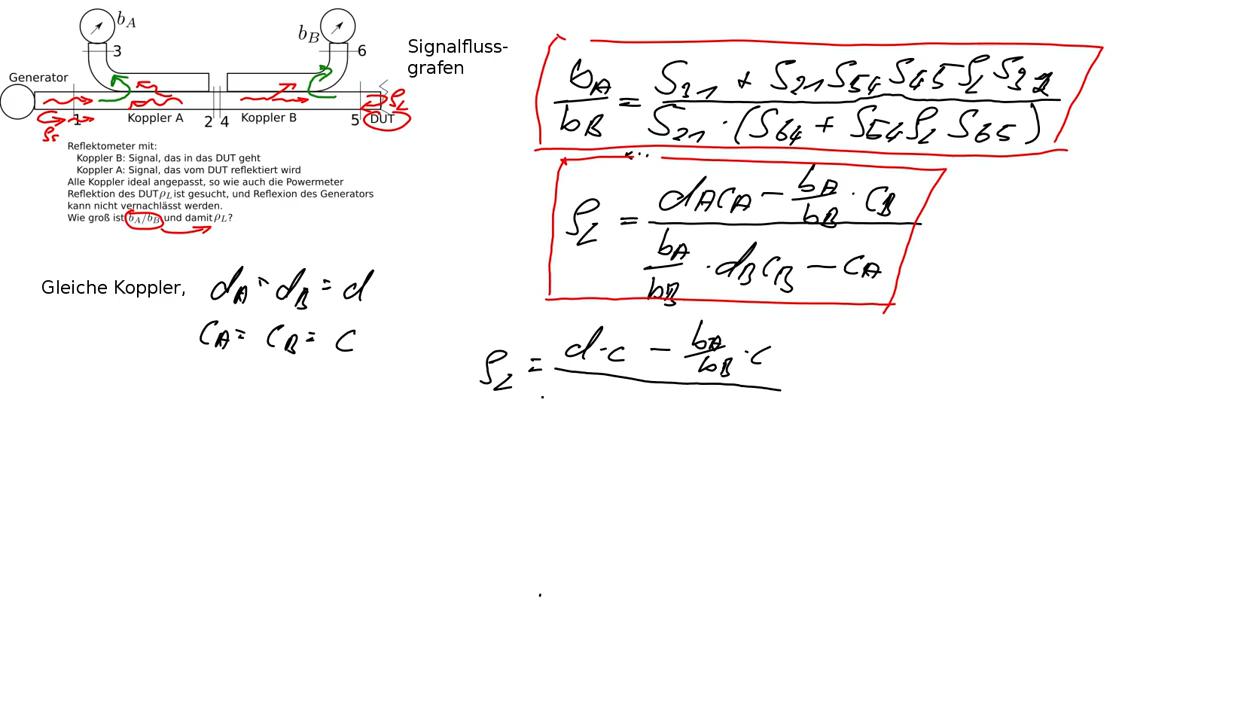 b_A
b_B
3
6
Generator
Signalfluss-
grafen
ρ_L
1
Koppler A
2
4
Koppler B
5
DUT
ρ_S
Reflektometer mit:
Koppler B: Signal, das in das DUT geht
Koppler A: Signal, das vom DUT reflektiert wird
Alle Koppler ideal angepasst, so wie auch die Powermeter
Reflektion des DUT ρ_L ist gesucht, und Reflexion des Generators
kann nicht vernachlässt werden.
Wie groß ist b_A/b_B und damit ρ_L?
b_A/b_B = (S_31 + S_21 S_54 S_45 ρ_L S_32) / (S_21 · (S_64 + S_54 ρ_L S_65))
ρ_L = (d_A c_A − b_A/b_B · c_B) / (b_A/b_B · d_B c_B − c_A)
Gleiche Koppler, d_A = d_B = d
c_A = c_B = c
ρ_L = d·c − b_A/b_B · c